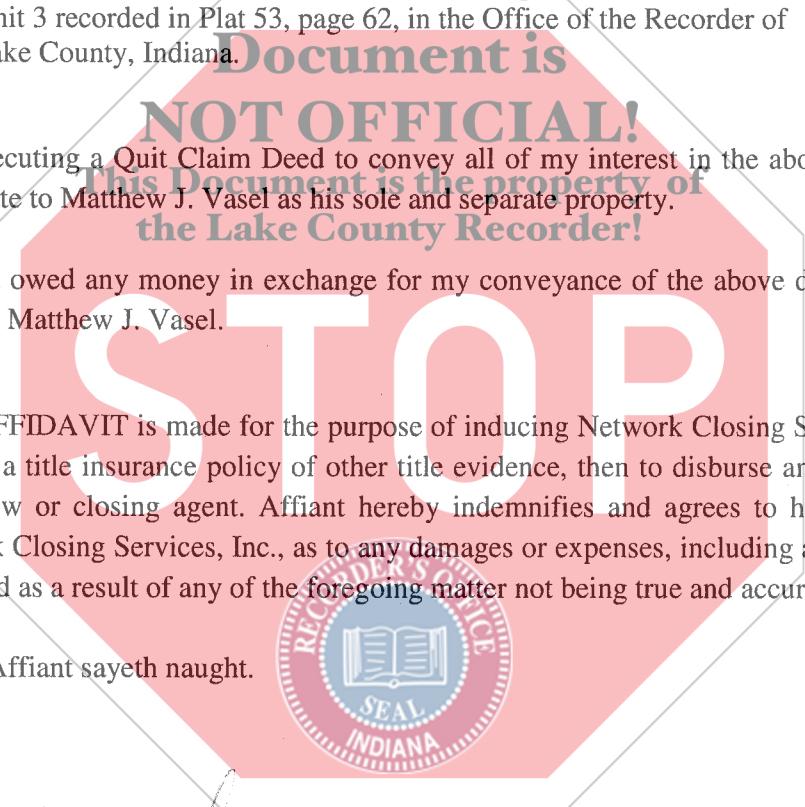 nit 3 recorded in Plat 53, page 62, in the Office of the Recorder of
ake County, Indiana.
Document is
NOT OFFICIAL!
ecuting a Quit Claim Deed to convey all of my interest in the abo
This Document is the property of
te to Matthew J. Vasel as his sole and separate property.
the Lake County Recorder!
owed any money in exchange for my conveyance of the above d
Matthew J. Vasel.
STOP
FFIDAVIT is made for the purpose of inducing Network Closing S
a title insurance policy of other title evidence, then to disburse an
w or closing agent. Affiant hereby indemnifies and agrees to h
k Closing Services, Inc., as to any damages or expenses, including a
d as a result of any of the foregoing matter not being true and accur
Affiant sayeth naught.
RECORDER'S OFFICE
SEAL
INDIANA